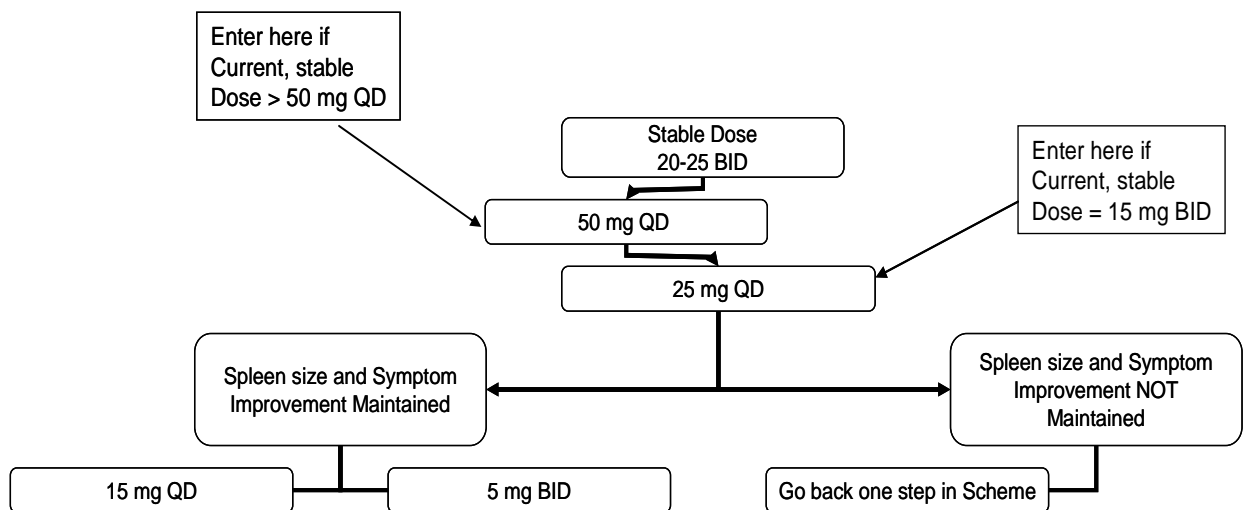 Enter here if
Current, stable
Dose > 50 mg QD
Stable Dose
20-25 BID
Enter here if
Current, stable
Dose = 15 mg BID
50 mg QD
25 mg QD
Spleen size and Symptom
Improvement Maintained
Spleen size and Symptom
Improvement NOT
Maintained
15 mg QD
5 mg BID
Go back one step in Scheme